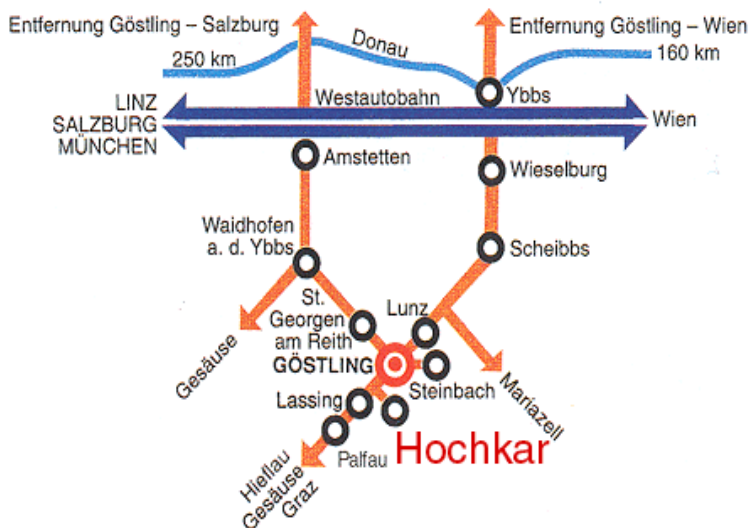 Entfernung Göstling – Salzburg
Entfernung Göstling – Wien
250 km
Donau
160 km
Ybbs
LINZ
SALZBURG
MÜNCHEN
Westautobahn
Wien
Amstetten
Wieselburg
Waidhofen
a. d. Ybbs
Scheibbs
St.
Georgen
am Reith
Lunz
GÖSTLING
Gesäuse
Steinbach
Mariazell
Lassing
Palfau
Hochkar
Hieflau
Gesäuse
Graz